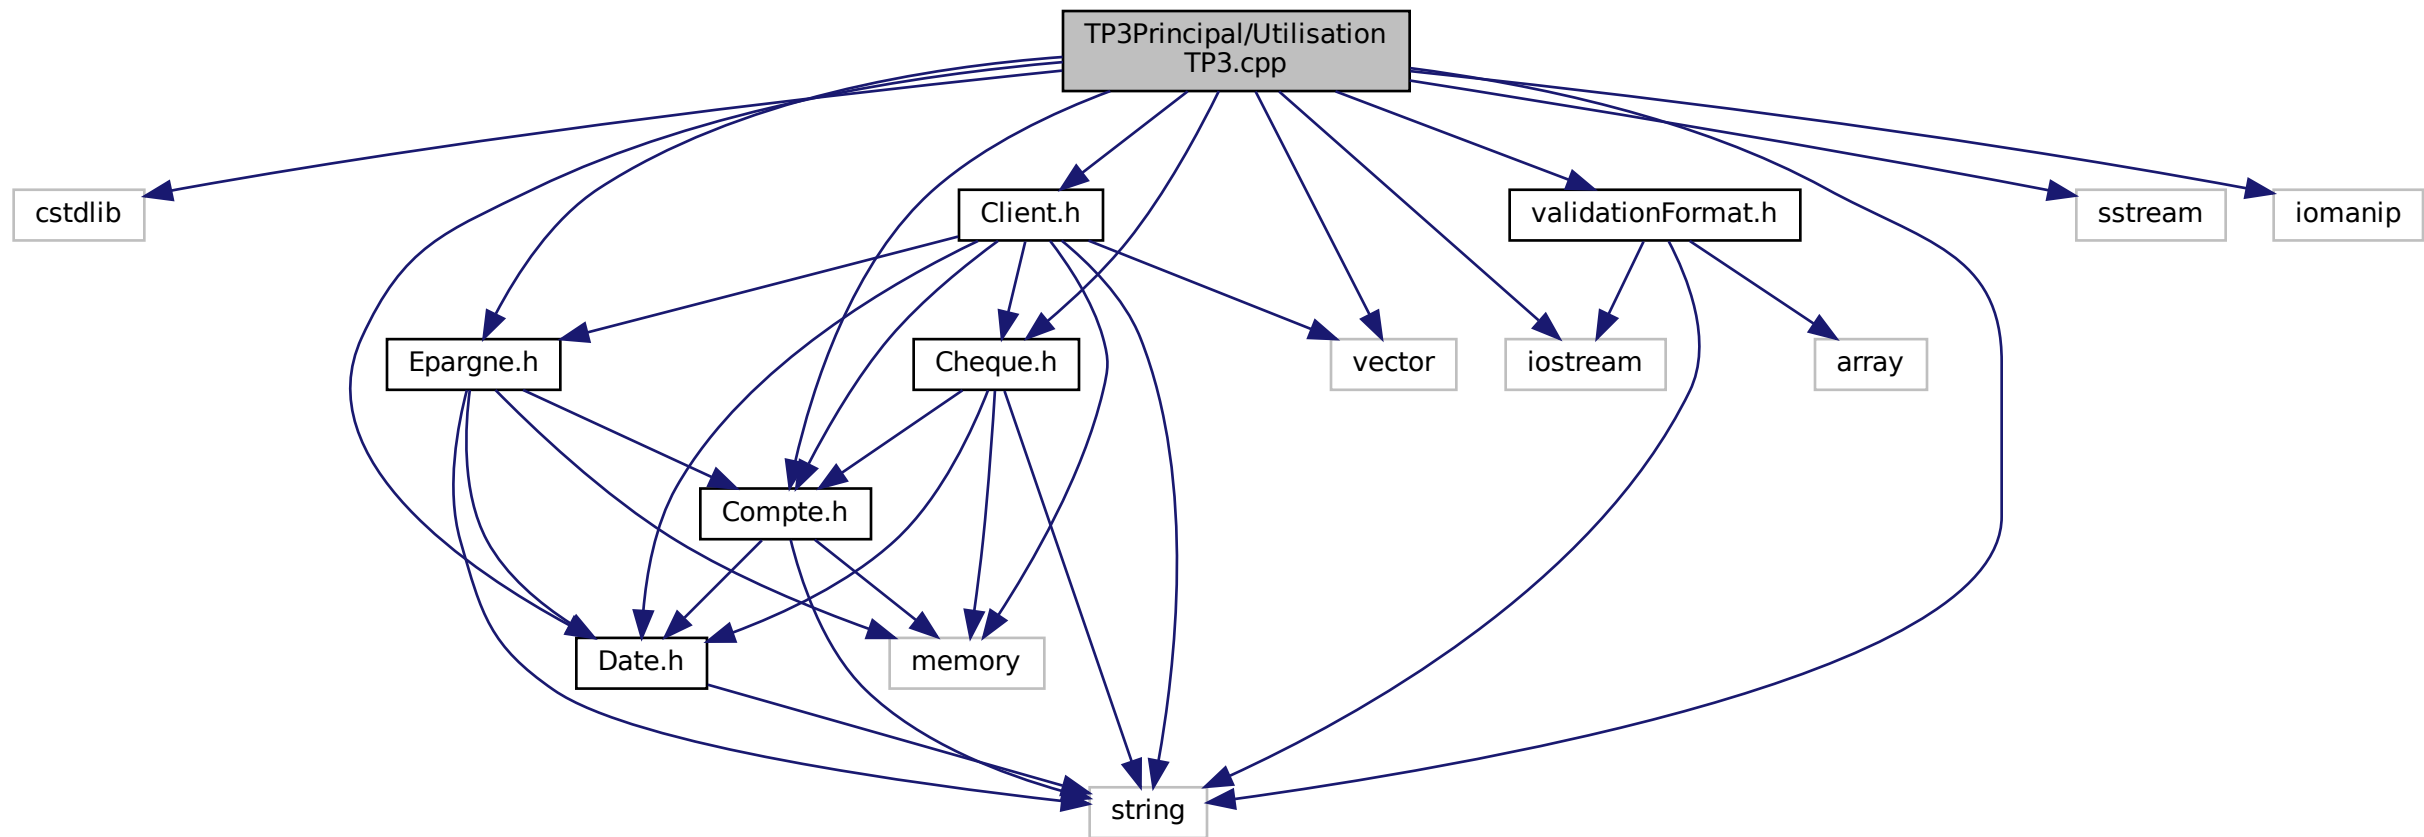 TP3Principal/Utilisation
TP3.cpp
cstdlib
Client.h
validationFormat.h
sstream
iomanip
Epargne.h
Cheque.h
vector
iostream
array
Compte.h
Date.h
memory
string